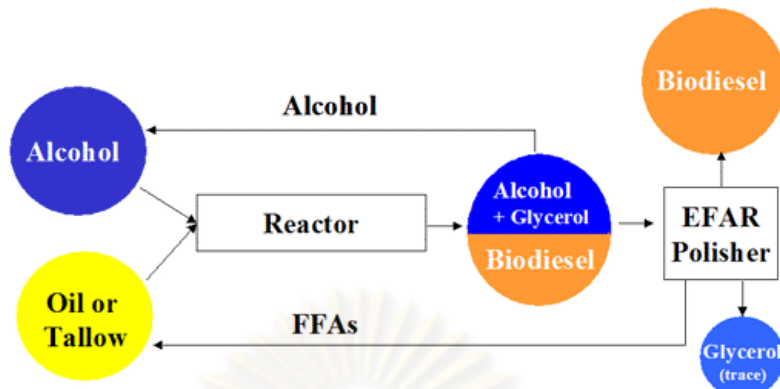 Biodiesel
Alcohol
Alcohol
Alcohol
+ Glycerol
Reactor
EFAR
Polisher
Biodiesel
Oil or
Tallow
FFAs
Glycerol
(trace)